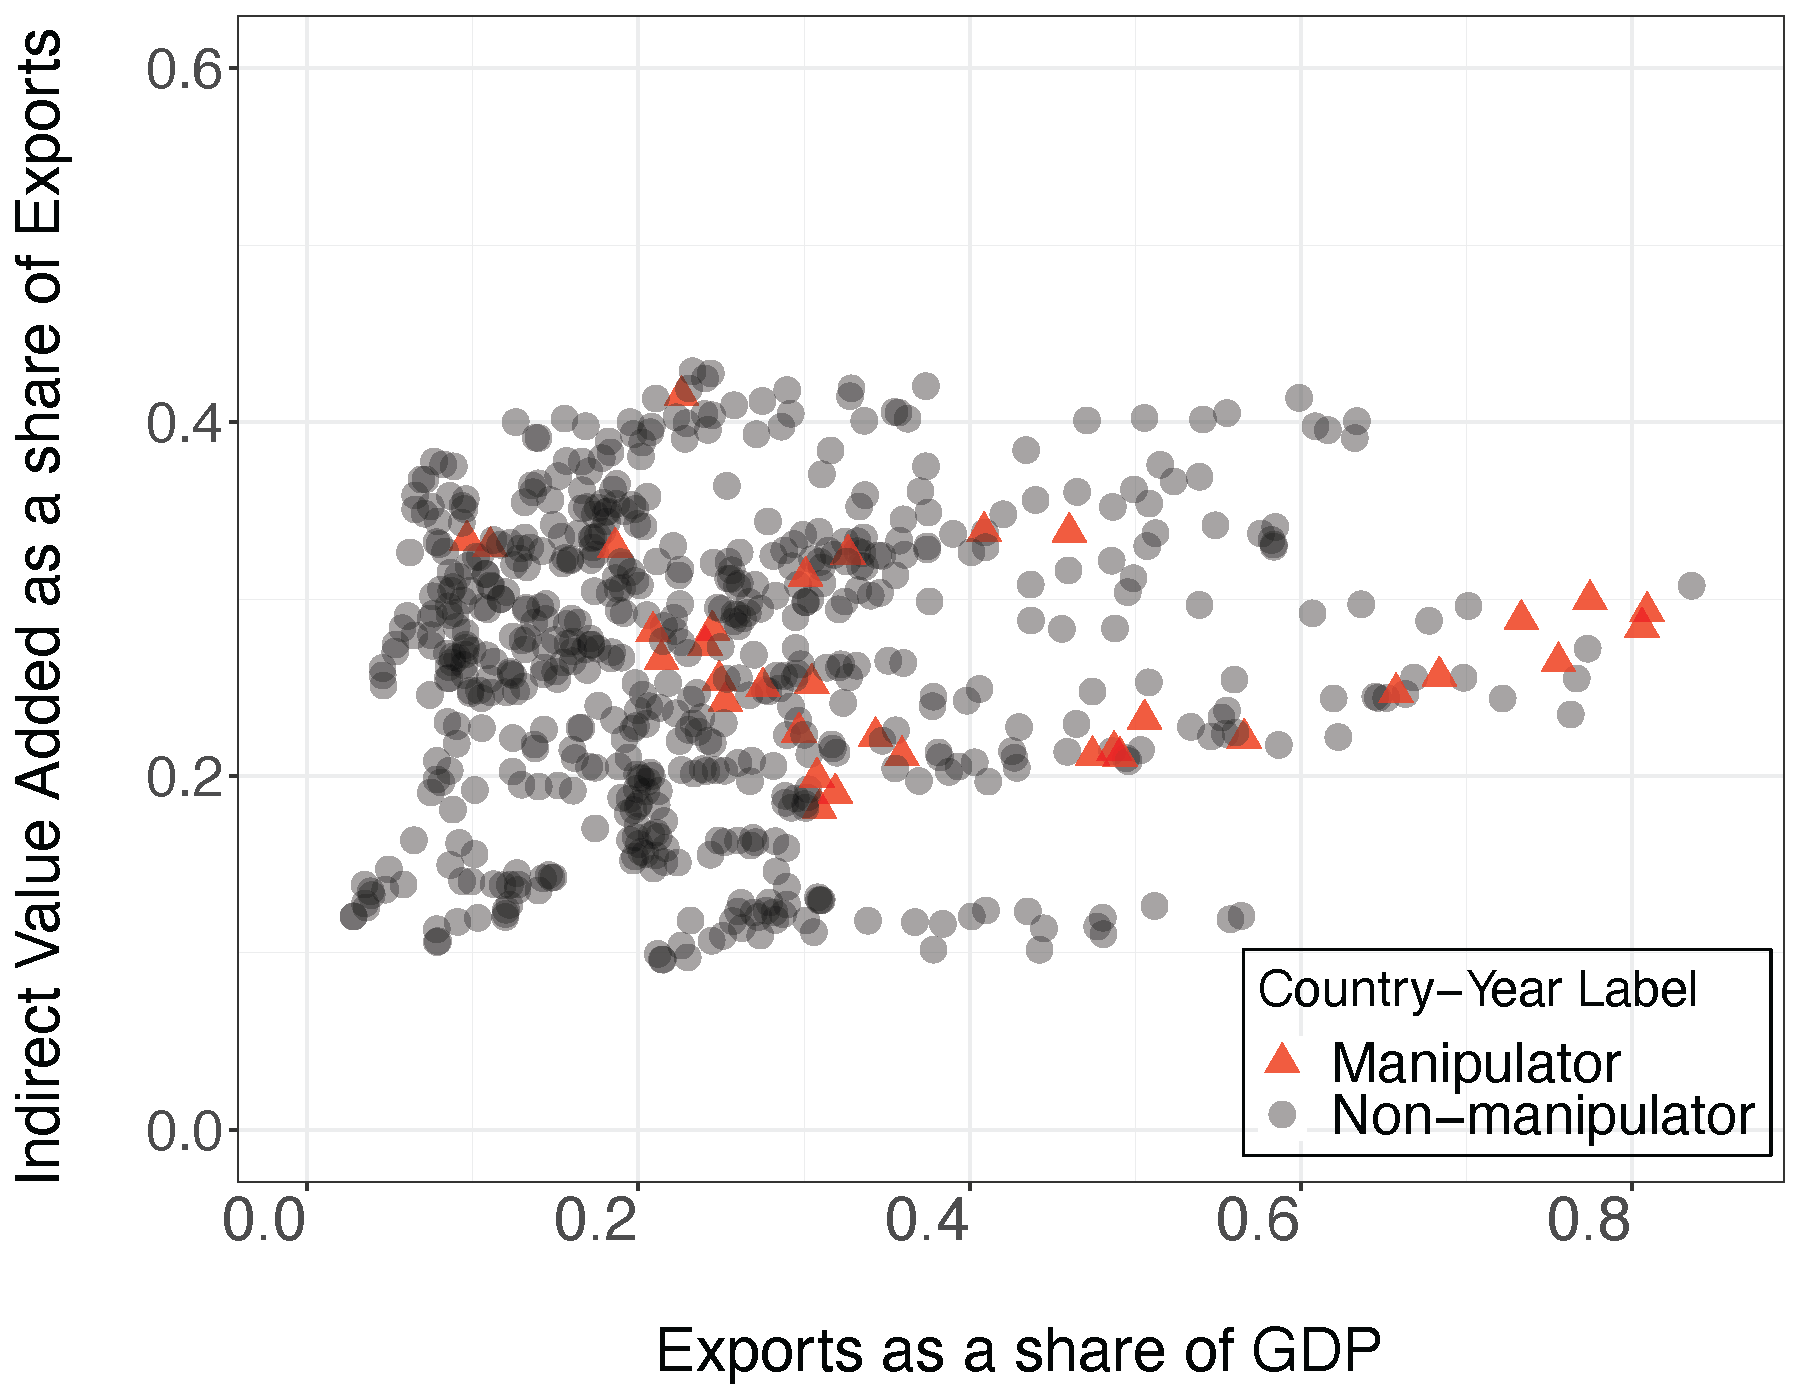 Indirect Value Added as a share of Exports
0.6
0.4
0.2
0.0
0.0 0.2 0.4 0.6 0.8
Exports as a share of GDP
Country−Year Label
Manipulator
Non−manipulator